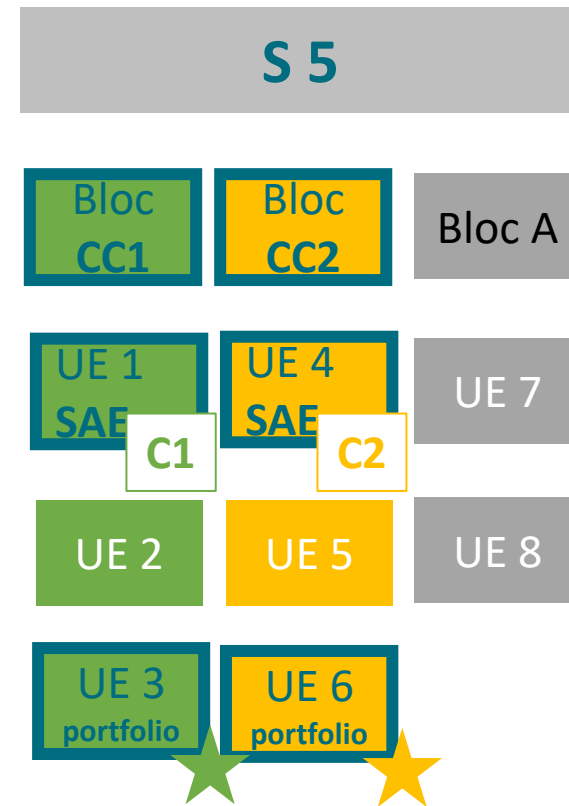 S 5
Bloc
CC1
Bloc
CC2
Bloc A
UE 1
SAE
C1
UE 4
SAE
C2
UE 7
UE 2
UE 5
UE 8
UE 3
portfolio
UE 6
portfolio